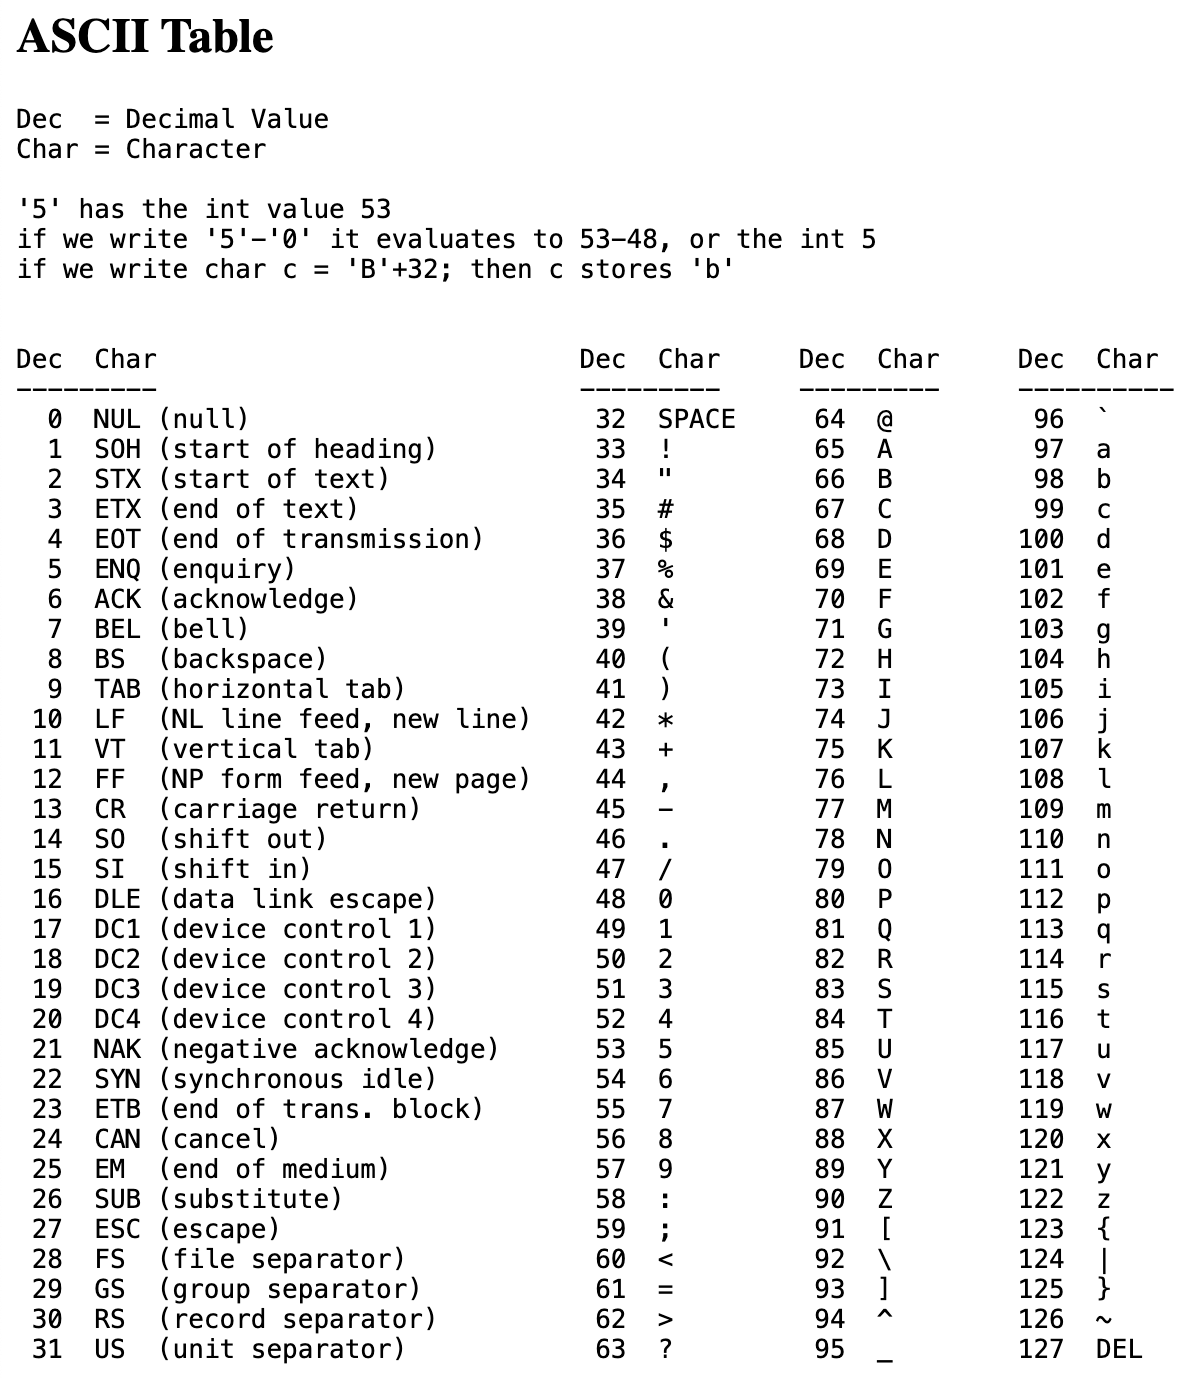 ASCII Table
Dec  = Decimal Value
Char = Character
'5' has the int value 53
if we write '5'-'0' it evaluates to 53-48, or the int 5
if we write char c = 'B'+32; then c stores 'b'
Dec  Char                           Dec  Char     Dec  Char     Dec  Char
---------                           ---------     ---------     ----------
  0  NUL (null)                      32  SPACE     64  @         96  `
  1  SOH (start of heading)          33  !         65  A         97  a
  2  STX (start of text)             34  "         66  B         98  b
  3  ETX (end of text)               35  #         67  C         99  c
  4  EOT (end of transmission)       36  $         68  D        100  d
  5  ENQ (enquiry)                   37  %         69  E        101  e
  6  ACK (acknowledge)               38  &         70  F        102  f
  7  BEL (bell)                      39  '         71  G        103  g
  8  BS  (backspace)                 40  (         72  H        104  h
  9  TAB (horizontal tab)            41  )         73  I        105  i
 10  LF  (NL line feed, new line)    42  *         74  J        106  j
 11  VT  (vertical tab)              43  +         75  K        107  k
 12  FF  (NP form feed, new page)    44  ,         76  L        108  l
 13  CR  (carriage return)           45  -         77  M        109  m
 14  SO  (shift out)                 46  .         78  N        110  n
 15  SI  (shift in)                  47  /         79  O        111  o
 16  DLE (data link escape)          48  0         80  P        112  p
 17  DC1 (device control 1)          49  1         81  Q        113  q
 18  DC2 (device control 2)          50  2         82  R        114  r
 19  DC3 (device control 3)          51  3         83  S        115  s
 20  DC4 (device control 4)          52  4         84  T        116  t
 21  NAK (negative acknowledge)      53  5         85  U        117  u
 22  SYN (synchronous idle)          54  6         86  V        118  v
 23  ETB (end of trans. block)       55  7         87  W        119  w
 24  CAN (cancel)                    56  8         88  X        120  x
 25  EM  (end of medium)             57  9         89  Y        121  y
 26  SUB (substitute)                58  :         90  Z        122  z
 27  ESC (escape)                    59  ;         91  [        123  {
 28  FS  (file separator)            60  <         92  \        124  |
 29  GS  (group separator)           61  =         93  ]        125  }
 30  RS  (record separator)          62  >         94  ^        126  ~
 31  US  (unit separator)            63  ?         95  _        127  DEL